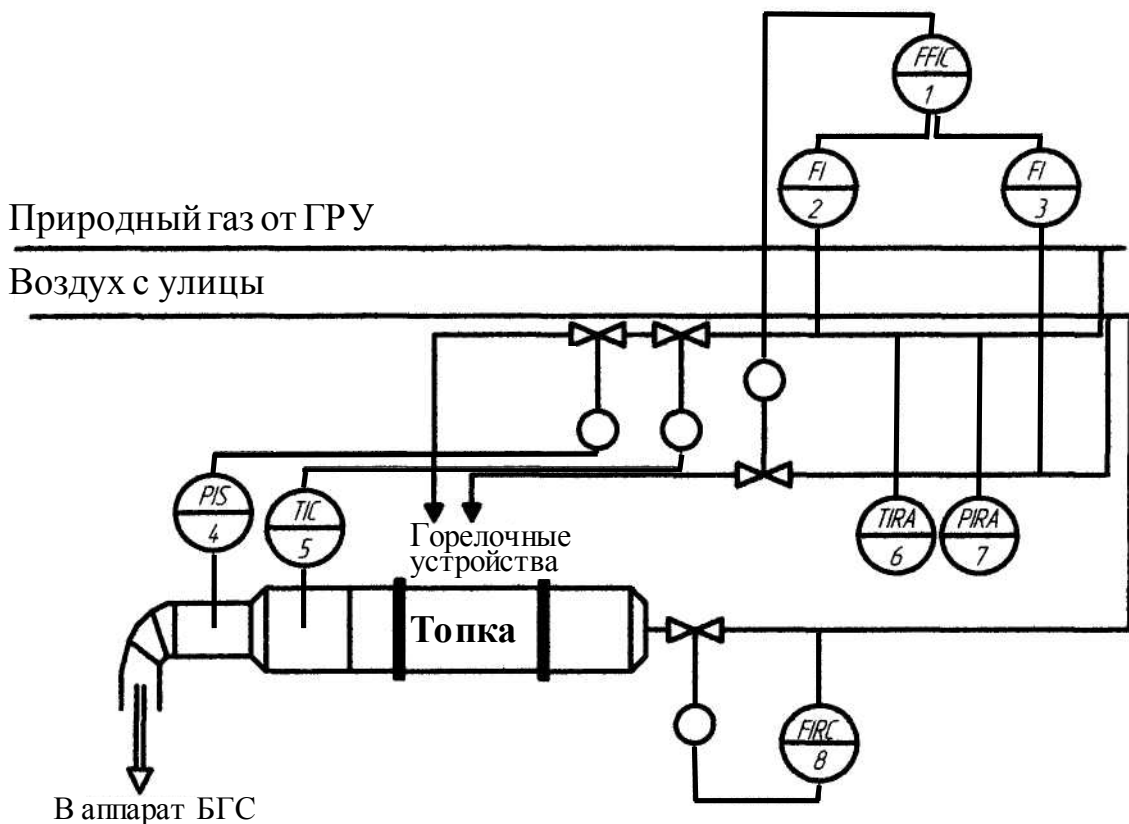 FFIC
1
FI
2
FI
3
Природный газ от ГРУ
Воздух с улицы
PIS
4
TIC
5
Горелочные
устройства
TIRA
6
PIRA
7
Топка
FIRC
8
В аппарат БГС